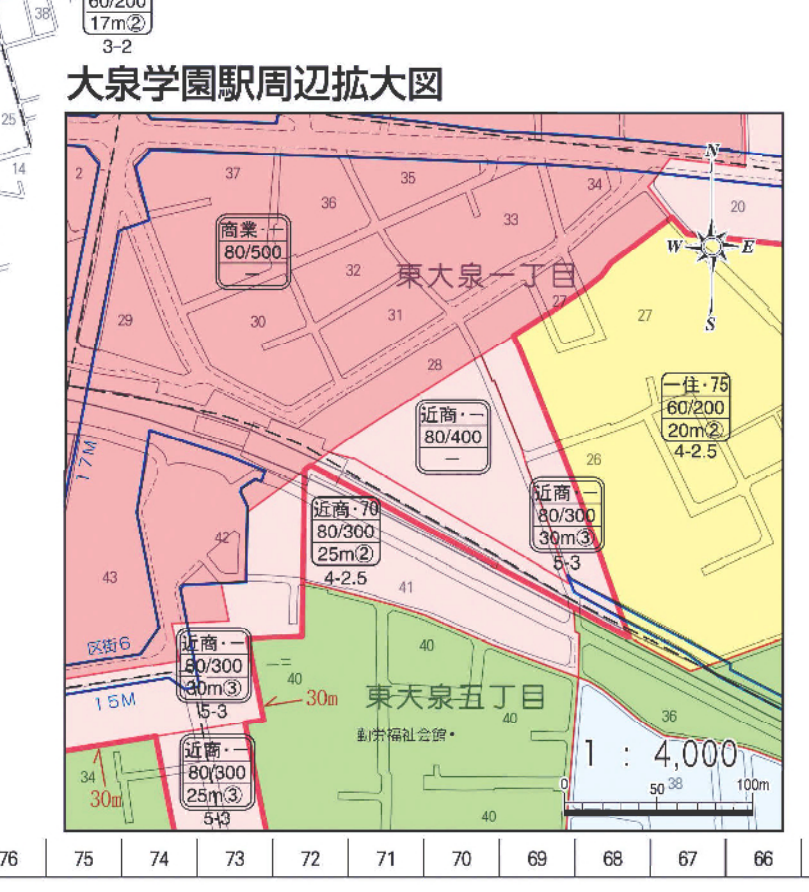 38
60/200
17m②
3-2
25
14
大泉学園駅周辺拡大図
N
W
E
S
2
37
36
35
34
33
20
商業・一
80/500
一
32
東大泉一丁目
27
27
29
30
31
28
一住・75
60/200
20m②
4-2.5
近商・一
80/400
一
17M
26
近商・一
80/300
30m③
5-3
近商・70
80/300
25m②
4-2.5
42
43
41
区街6
近商・一
80/300
30m③
5-3
40
40
30m
東大泉五丁目
40
36
15M
勤労福祉会館
近商・一
80/300
25m③
5-3
34
30m
1 : 4,000
38
0 50 100m
40
76 75 74 73 72 71 70 69 68 67 66